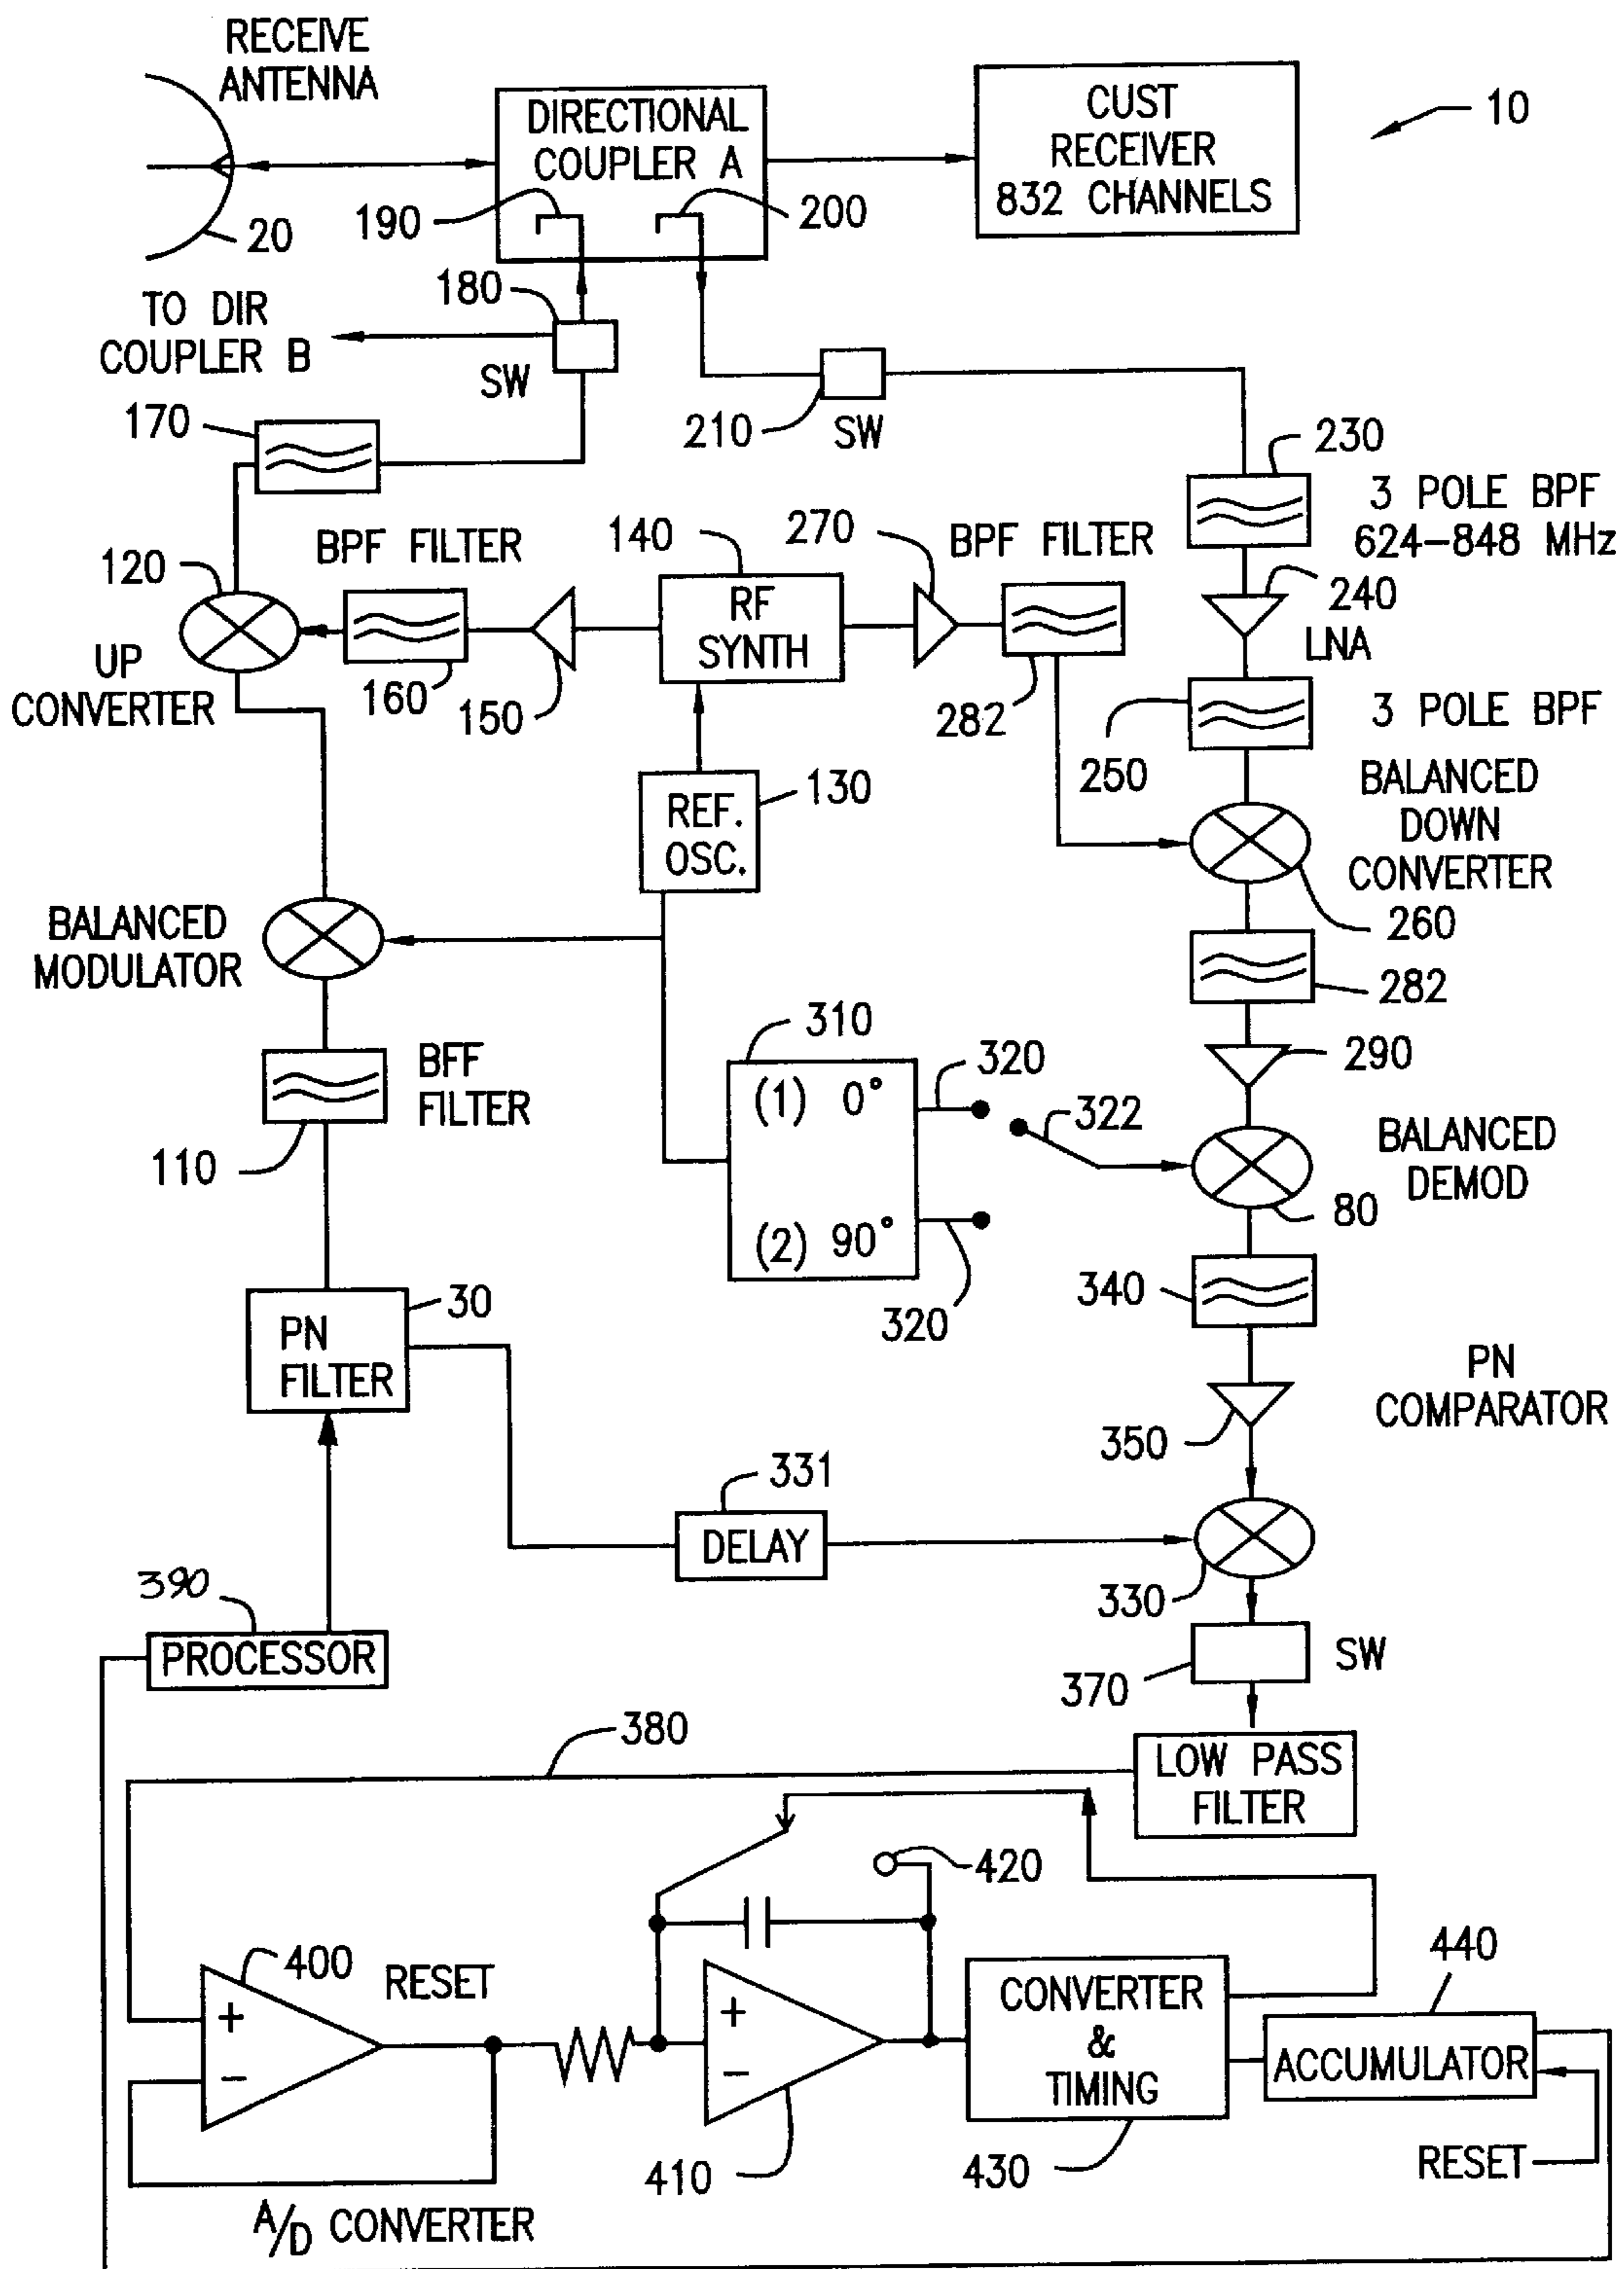 RECEIVE
ANTENNA
DIRECTIONAL
COUPLER A
CUST
RECEIVER
832 CHANNELS
10
20
190
200
180
TO DIR
COUPLER B
SW
210
SW
170
230
3 POLE BPF
624-848 MHz
120
BPF FILTER
140
270
BPF FILTER
RF
SYNTH
240
LNA
UP
CONVERTER
160
150
282
250
3 POLE BPF
REF.
OSC.
130
BALANCED
DOWN
CONVERTER
260
BALANCED
MODULATOR
282
310
(1) 0°
(2) 90°
320
322
320
290
BFF
FILTER
110
BALANCED
DEMOD
80
30
PN
FILTER
340
PN
COMPARATOR
350
331
DELAY
330
390
PROCESSOR
370
SW
380
LOW PASS
FILTER
420
400
RESET
+
−
+
−
410
CONVERTER
&
TIMING
430
440
ACCUMULATOR
RESET
A/D CONVERTER